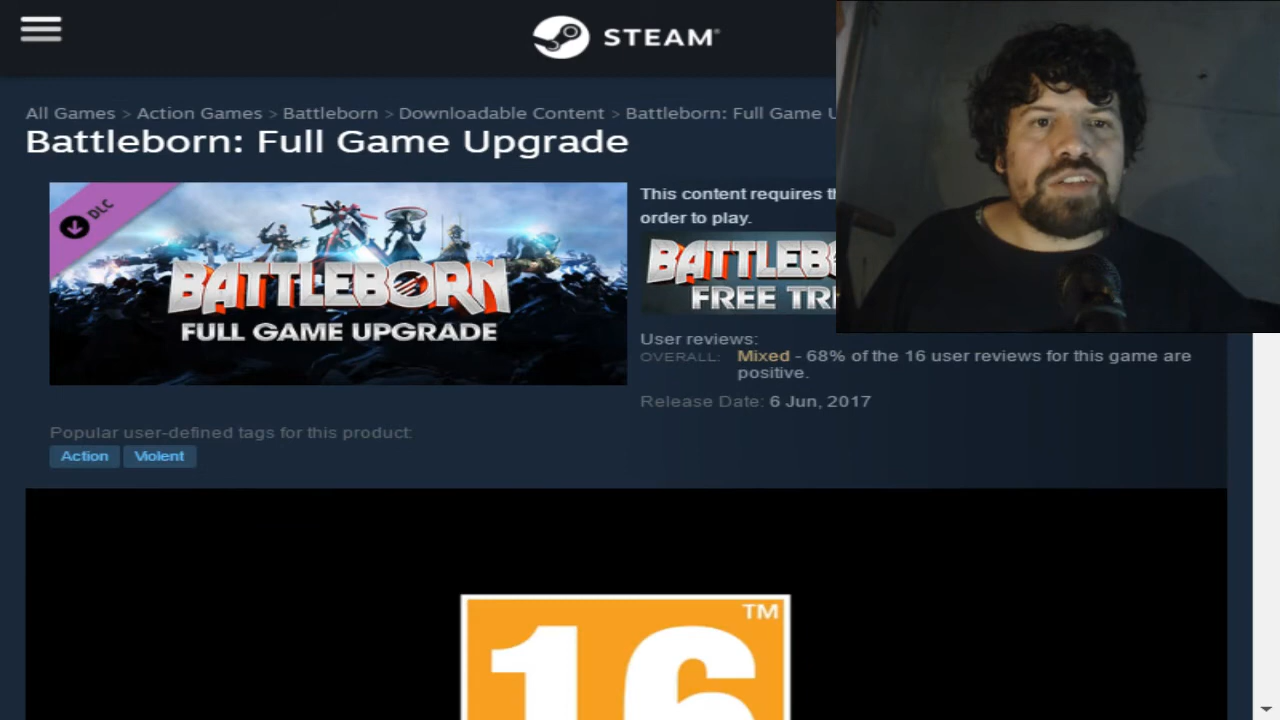 STEAM®
All Games > Action Games > Battleborn > Downloadable Content > Battleborn: Full Game
Battleborn: Full Game Upgrade
DLC
BATTLEBORN
FULL GAME UPGRADE
This content requires
order to play.
BATTLEB
FREE TRI
User reviews:
OVERALL: Mixed - 68% of the 16 user reviews for this game are
positive.
Release Date: 6 Jun, 2017
Popular user-defined tags for this product:
Action Violent
TM
16